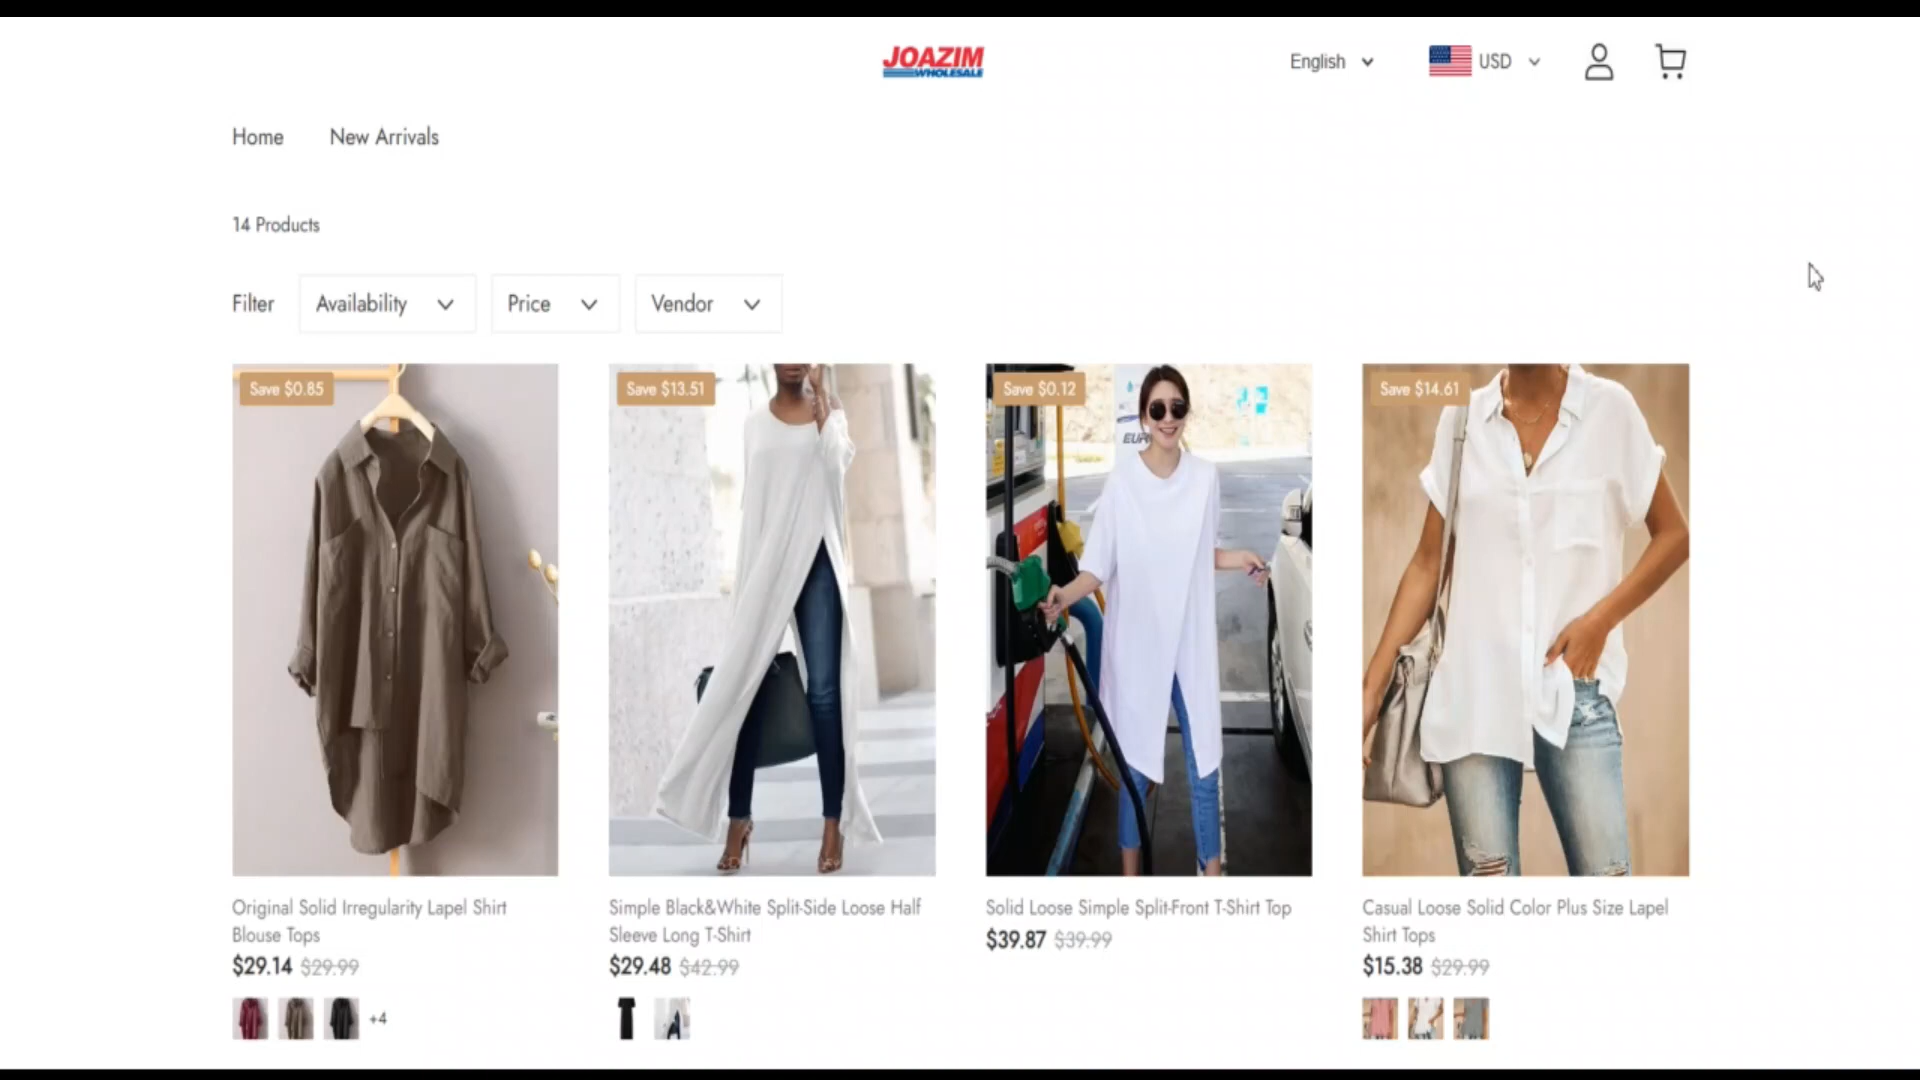 JOAZIM
WHOLESALE
English
USD
Home
New Arrivals
14 Products
Filter
Availability
Price
Vendor
Save $0.85
Save $13.51
Save $0.12
Save $14.61
EUR
Original Solid Irregularity Lapel Shirt
Blouse Tops
$29.14 $29.99
+4
Simple Black&White Split-Side Loose Half
Sleeve Long T-Shirt
$29.48 $42.99
Solid Loose Simple Split-Front T-Shirt Top
$39.87 $39.99
Casual Loose Solid Color Plus Size Lapel
Shirt Tops
$15.38 $29.99